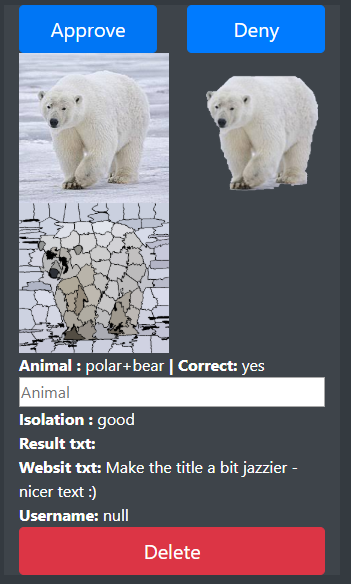 Approve Deny
Animal : polar+bear | Correct: yes
Animal
Isolation : good
Result txt:
Websit txt: Make the title a bit jazzier -
nicer text :)
Username: null
Delete